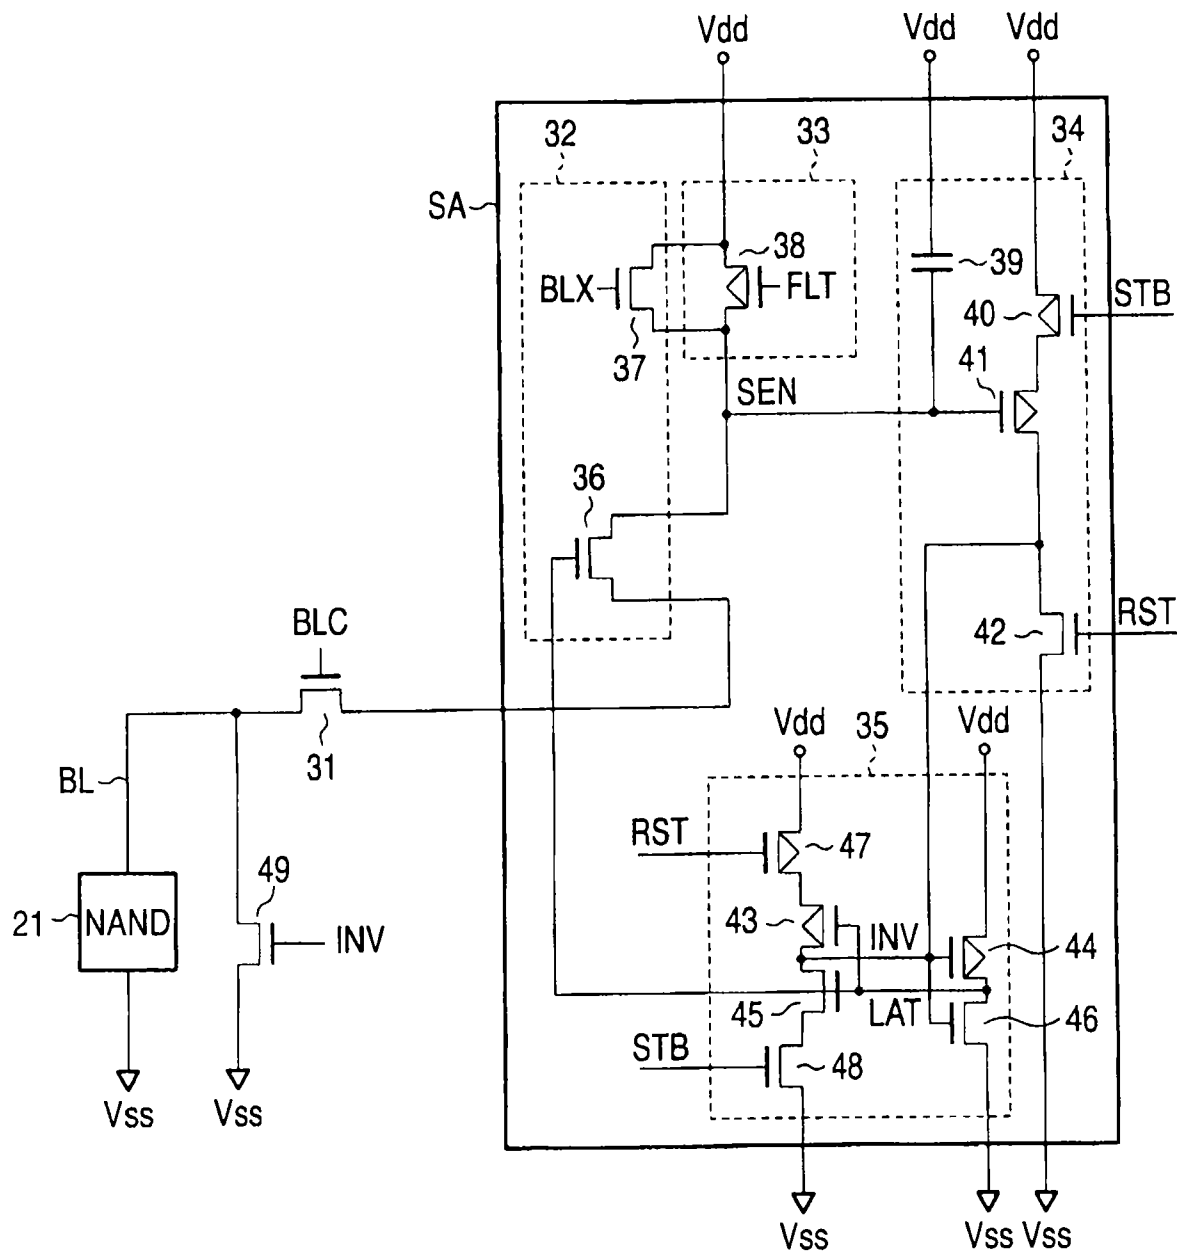 Vdd Vdd Vdd
32 33 34
SA
38
BLX FLT 39
37 40 STB
41
SEN
36
BLC
42 RST
31
Vdd 35 Vdd
BL
RST 47
49
21 NAND INV 43 INV 44
45 LAT 46
STB 48
Vss Vss
Vss Vss Vss